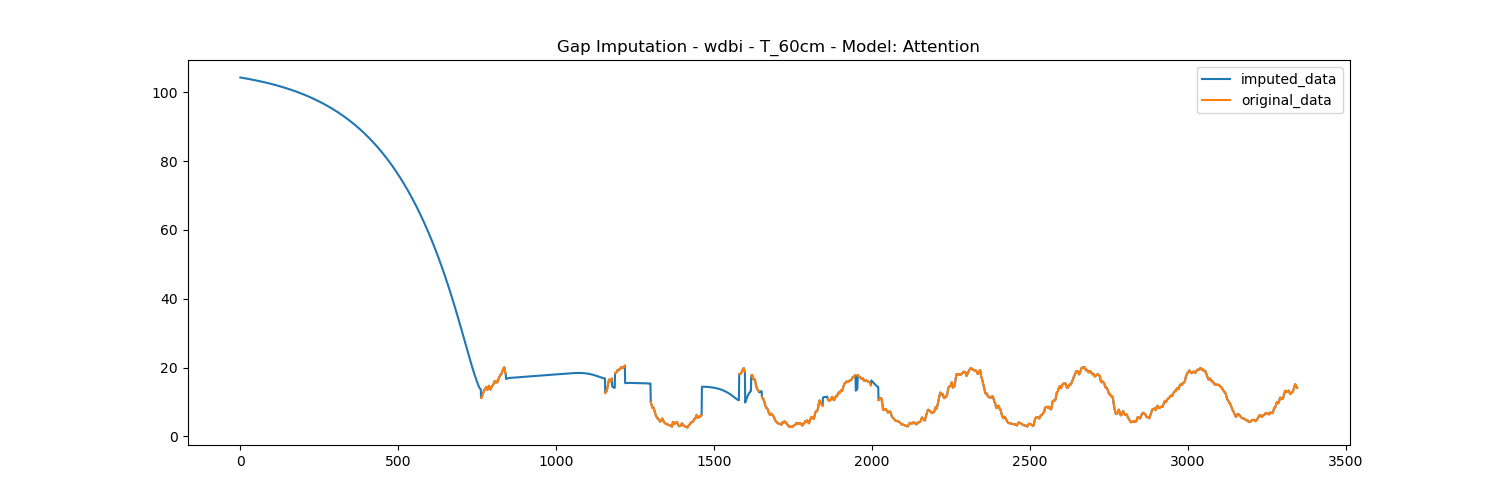 Gap Imputation - wdbi - T_60cm - Model: Attention
imputed_data
original_data
100
80
60
40
20
0
0 500 1000 1500 2000 2500 3000 3500